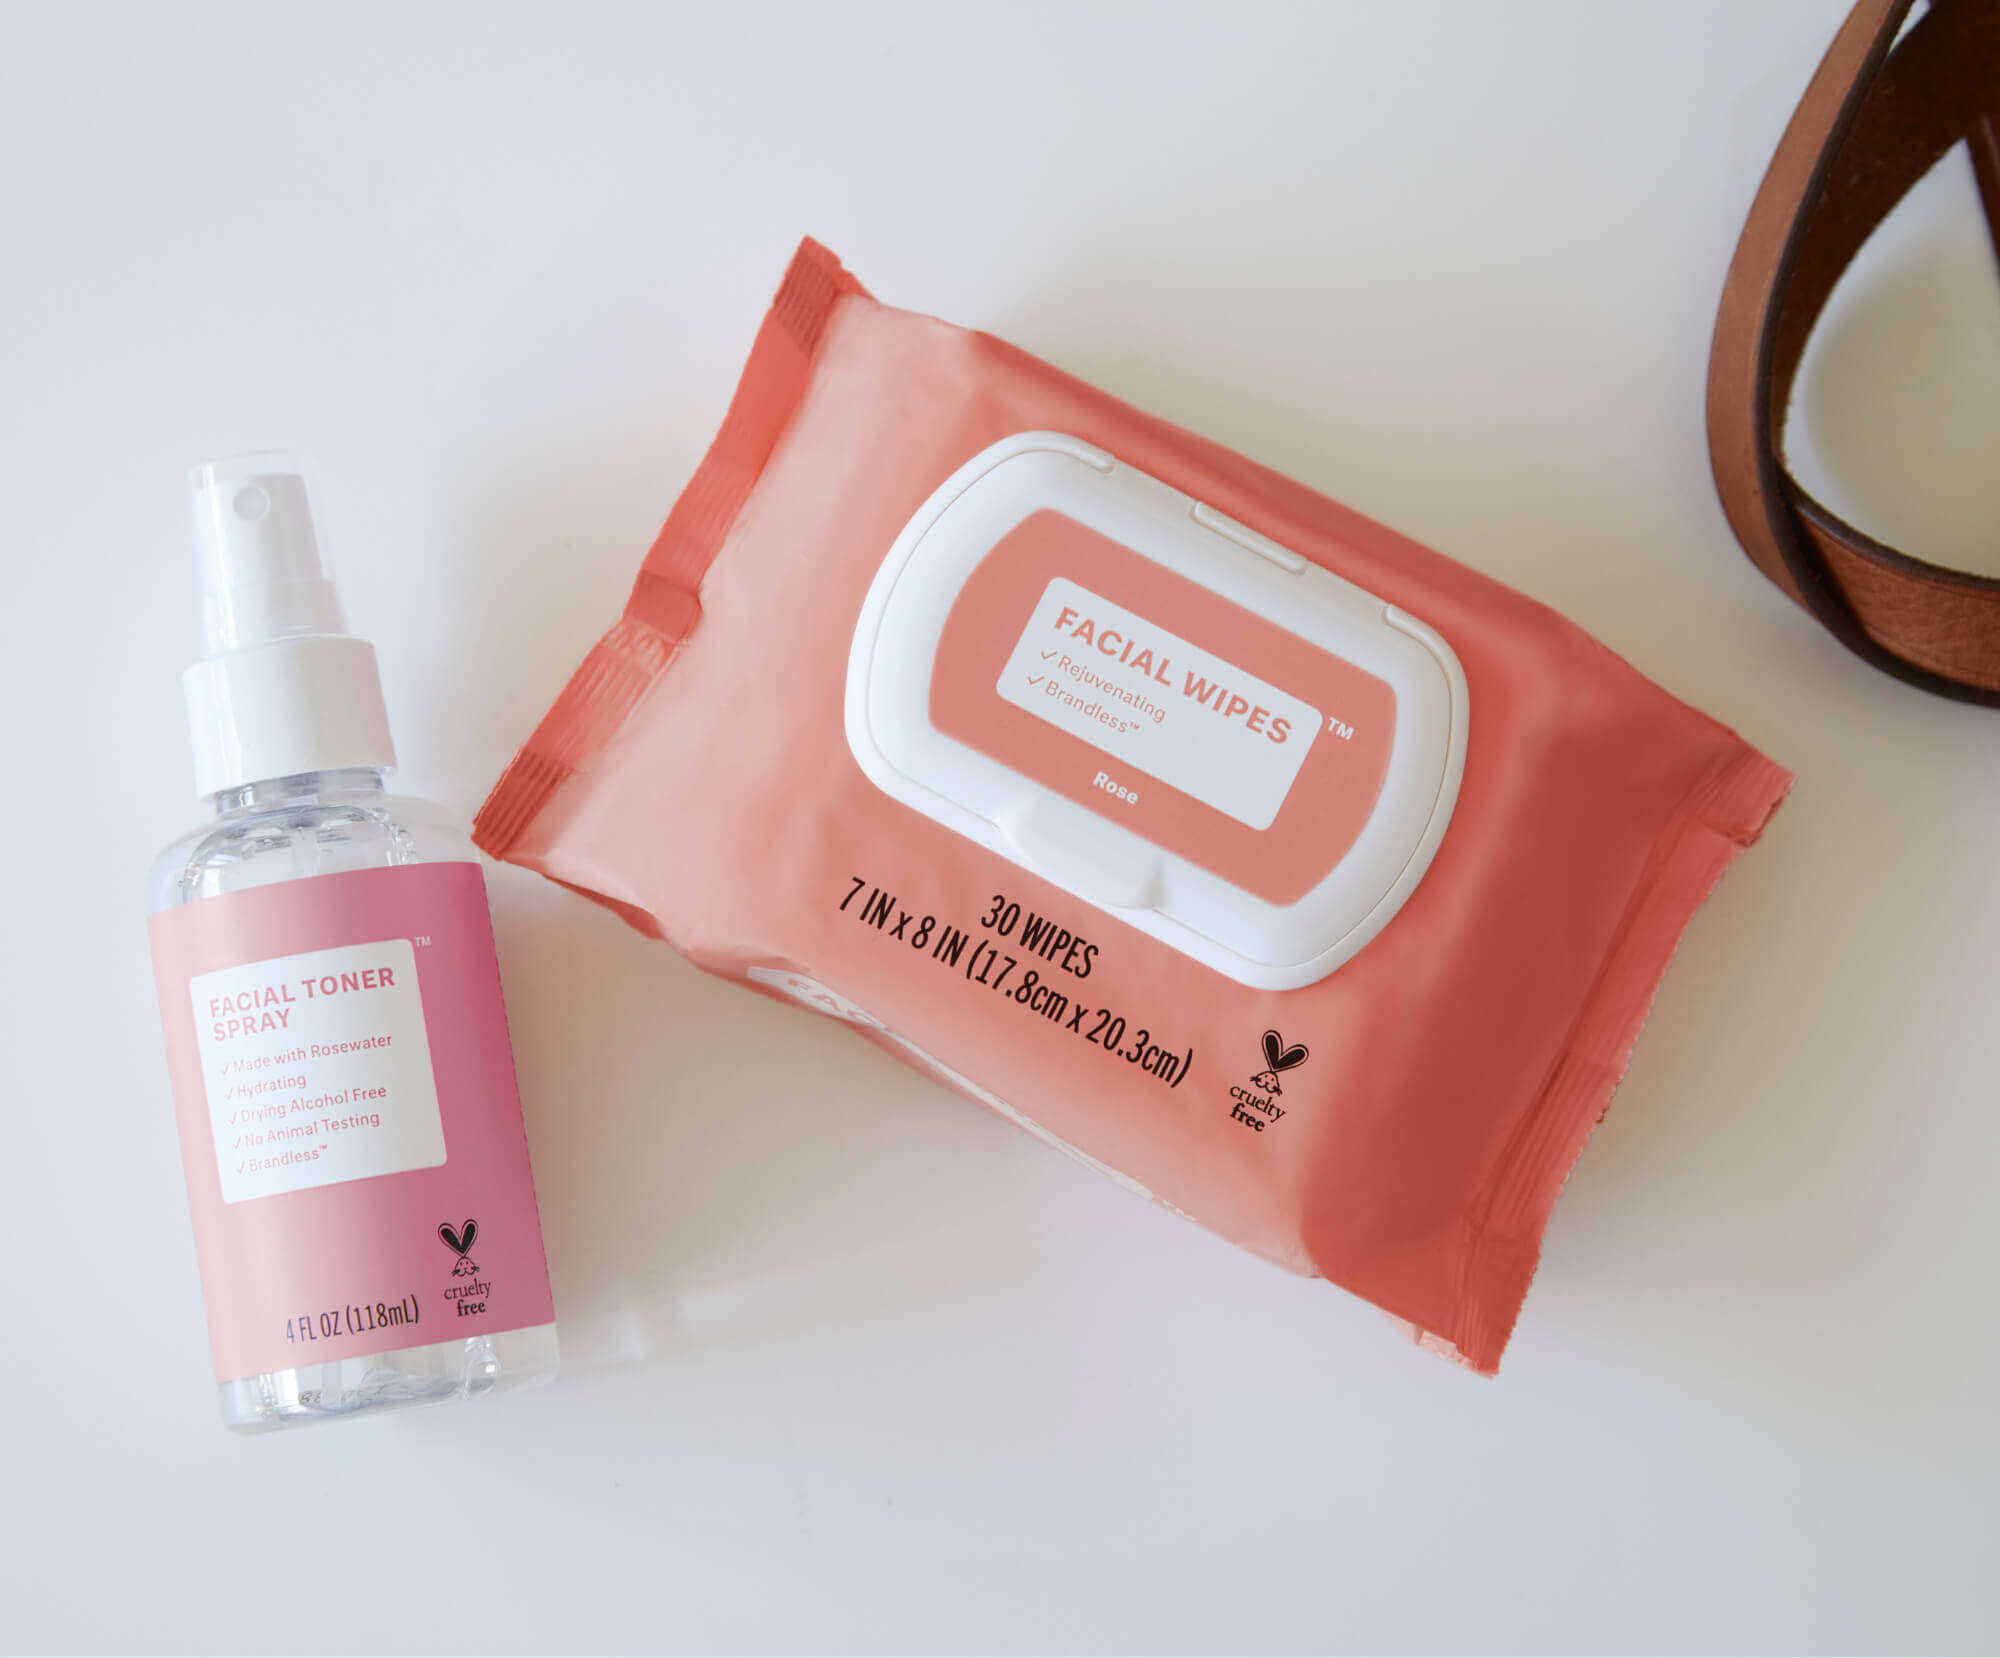 FACIAL TONER
SPRAY
™
✓ Made with Rosewater
✓ Hydrating
✓ Drying Alcohol Free
✓ No Animal Testing
✓ Brandless™
4 FL OZ (118mL)
cruelty
free
FACIAL WIPES
™
✓ Rejuvenating
✓ Brandless™
Rose
30 WIPES
7 IN x 8 IN (17.8cm x 20.3cm)
cruelty
free